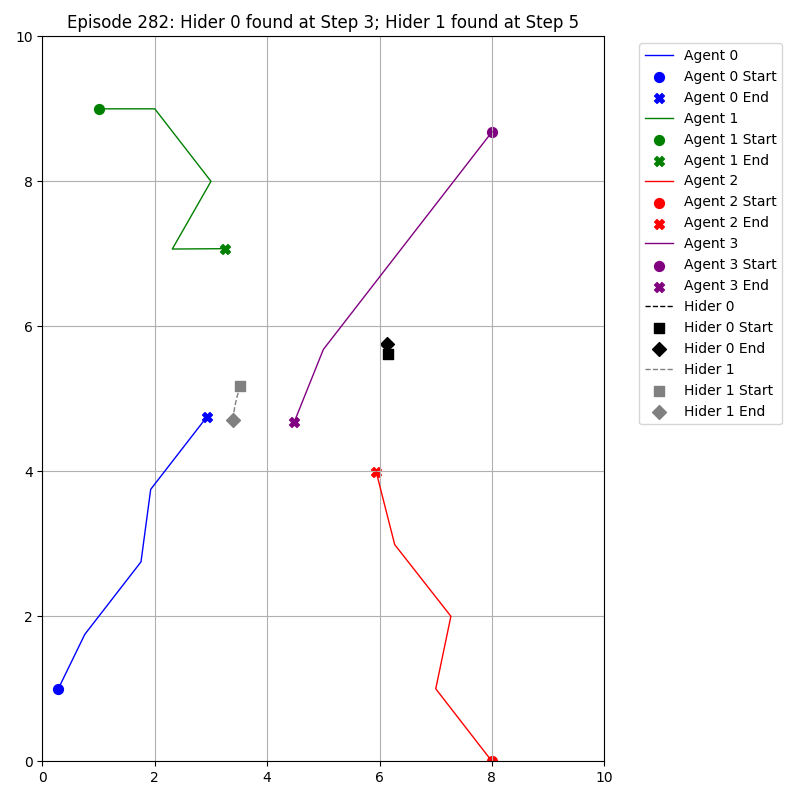 Episode 282: Hider 0 found at Step 3; Hider 1 found at Step 5
10
8
6
4
2
0
0 2 4 6 8 10
Agent 0
Agent 0 Start
Agent 0 End
Agent 1
Agent 1 Start
Agent 1 End
Agent 2
Agent 2 Start
Agent 2 End
Agent 3
Agent 3 Start
Agent 3 End
Hider 0
Hider 0 Start
Hider 0 End
Hider 1
Hider 1 Start
Hider 1 End